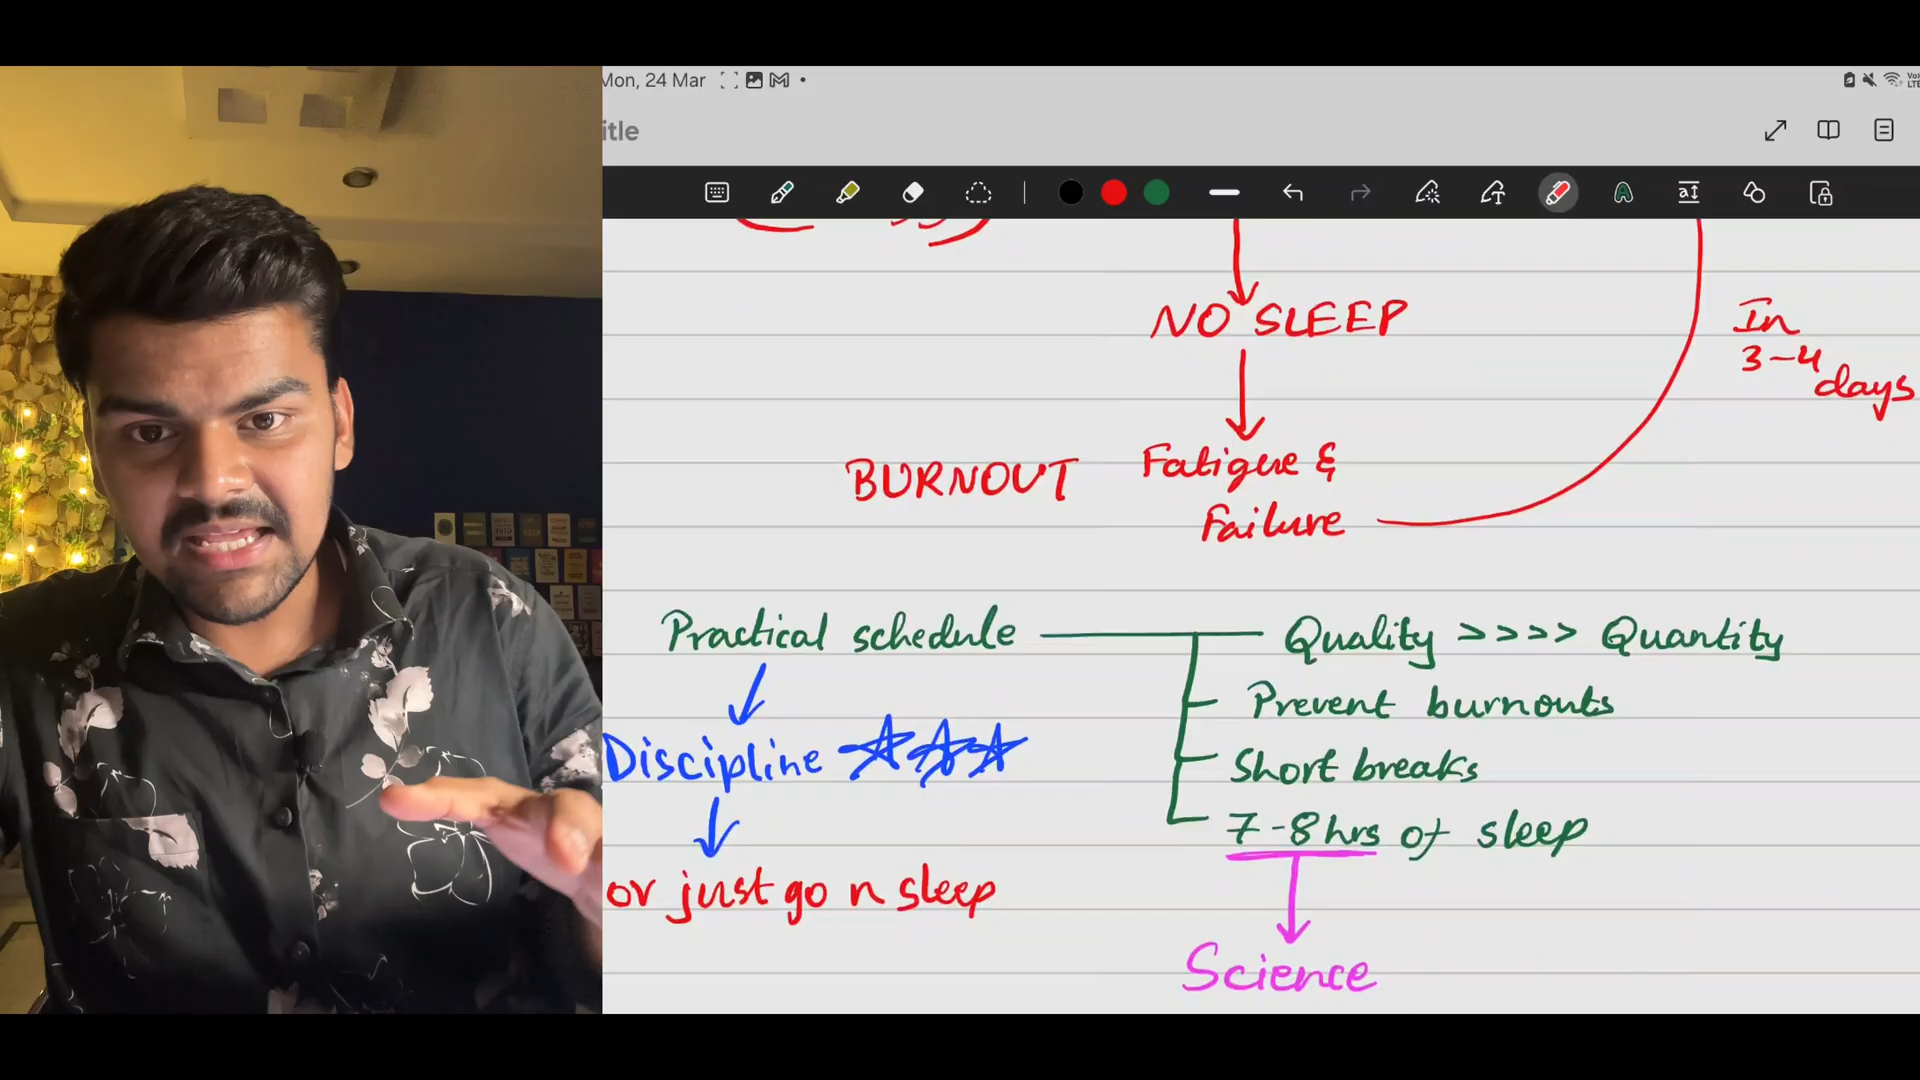 Mon, 24 Mar
itle
NO SLEEP
In
3-4
days
BURNOUT
Fatigue &
Failure
Practical schedule
Quality >>>> Quantity
Prevent burnouts
Discipline
Short breaks
7-8 hrs of sleep
or just go n sleep
Science